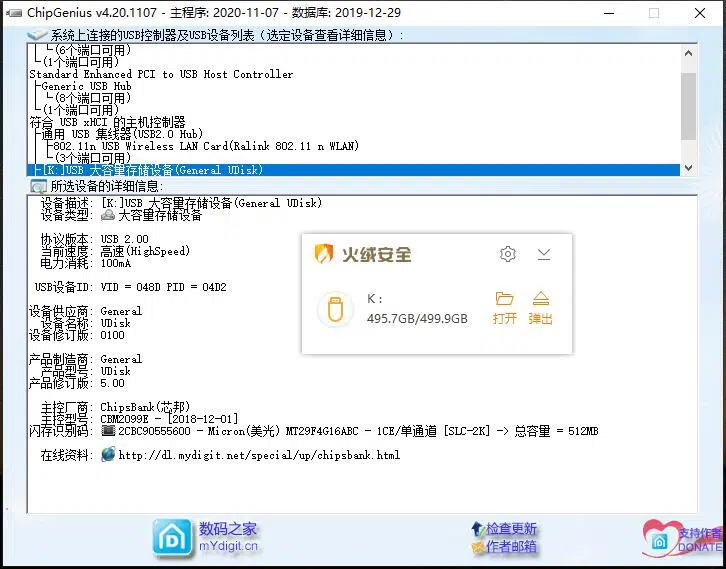 ChipGenius v4.20.1107 - 主程序: 2020-11-07 - 数据库: 2019-12-29
系统上连接的USB控制器及USB设备列表 (选定设备查看详细信息) :
(6个端口可用)
(1个端口可用)
Standard Enhanced PCI to USB Host Controller
Generic USB Hub
(8个端口可用)
(1个端口可用)
符合 USB xHCI 的主机控制器
通用 USB 集线器(USB2.0 Hub)
802.11n USB Wireless LAN Card(Ralink 802.11 n WLAN)
(3个端口可用)
[K:]USB 大容量存储设备(General UDisk)
所选设备的详细信息:
设备描述: [K:]USB 大容量存储设备(General UDisk)
设备类型: 大容量存储设备
协议版本: USB 2.00
当前速度: 高速(HighSpeed)
电力消耗: 100mA
USB设备ID: VID = 048D PID = 04D2
设备供应商: General
设备名称: UDisk
设备修订版: 0100
产品制造商: General
产品型号: UDisk
产品修订版: 5.00
主控厂商: ChipsBank(芯邦)
主控型号: CBM2099E - [2018-12-01]
闪存识别码: 2CBC90555600 - Micron(美光) MT29F4G16ABC - 1CE/单通道 [SLC-2K] -> 总容量 = 512MB
在线资料: http://dl.mydigit.net/special/up/chipsbank.html
火绒安全
K :
495.7GB/499.9GB
打开
弹出
数码之家
mYdigit.cn
检查更新
作者邮箱
支持作者
DONATE